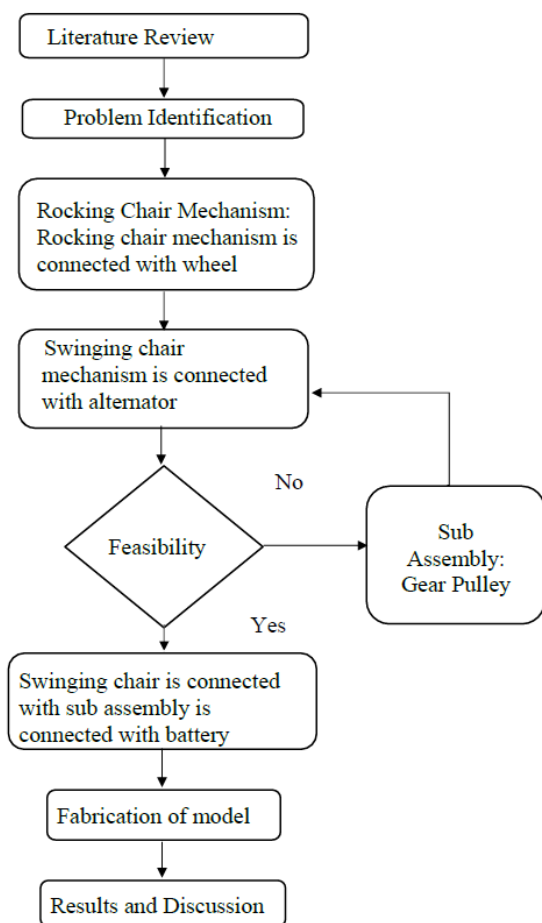 Literature Review
Problem Identification
Rocking Chair Mechanism:
Rocking chair mechanism is
connected with wheel
Swinging chair
mechanism is connected
with alternator
No
Feasibility
Sub
Assembly:
Gear Pulley
Yes
Swinging chair is connected
with sub assembly is
connected with battery
Fabrication of model
Results and Discussion